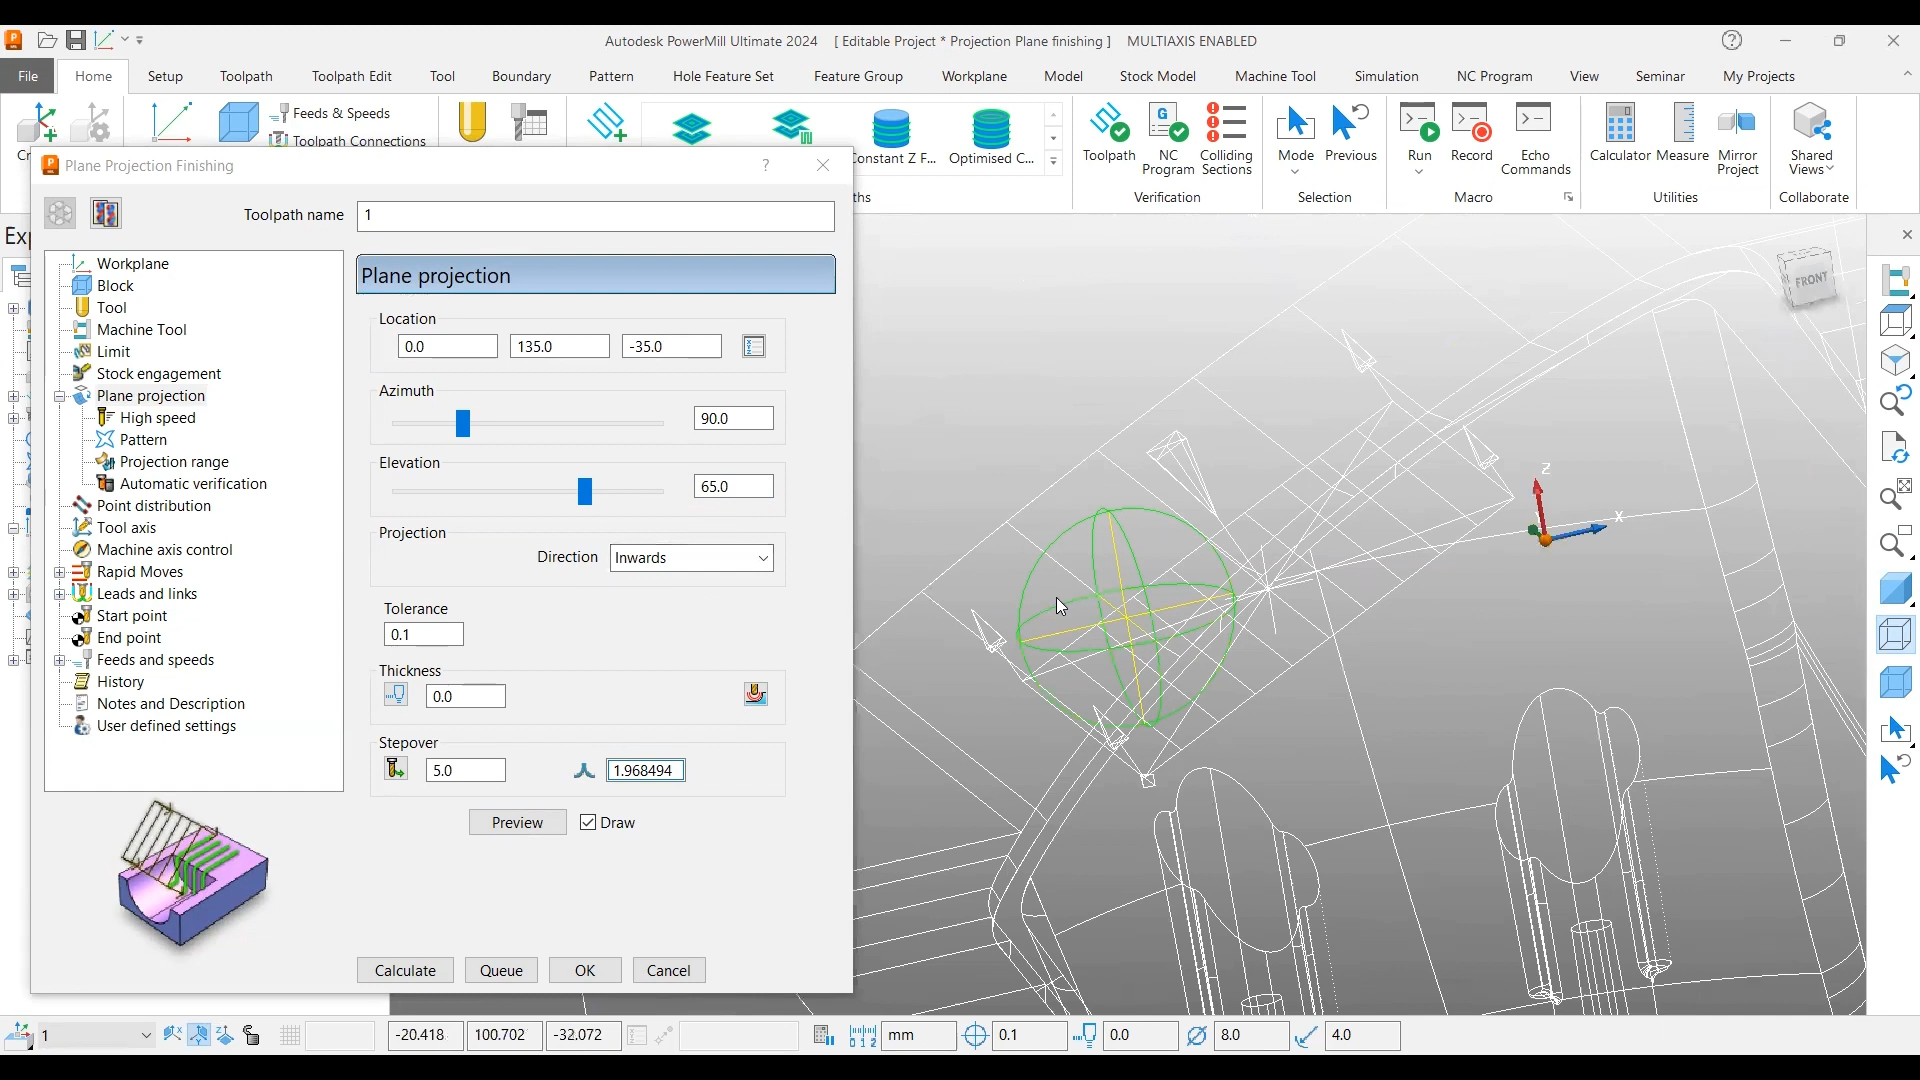 Autodesk PowerMill Ultimate 2024 [ Editable Project * Projection Plane finishing ] MULTIAXIS ENABLED
File Home Setup Toolpath Toolpath Edit Tool Boundary Pattern Hole Feature Set Feature Group Workplane Model Stock Model Machine Tool Simulation NC Program View Seminar My Projects
Feeds & Speeds
Toolpath Connections
Constant Z F... Optimised C...
Toolpath NC Program Colliding Sections Mode Previous Run Record Echo Commands Calculator Measure Mirror Project Shared Views
Verification Selection Macro Utilities Collaborate
Plane Projection Finishing
Toolpath name 1
Workplane
Block
Tool
Machine Tool
Limit
Stock engagement
Plane projection
High speed
Pattern
Projection range
Automatic verification
Point distribution
Tool axis
Machine axis control
Rapid Moves
Leads and links
Start point
End point
Feeds and speeds
History
Notes and Description
User defined settings
Plane projection
Location
0.0 135.0 -35.0
Azimuth
90.0
Elevation
65.0
Projection
Direction Inwards
Tolerance
0.1
Thickness
0.0
Stepover
5.0 1.968494
Preview Draw
Calculate Queue OK Cancel
FRONT
Z
X
1 -20.418 100.702 -32.072 mm 0.1 0.0 8.0 4.0